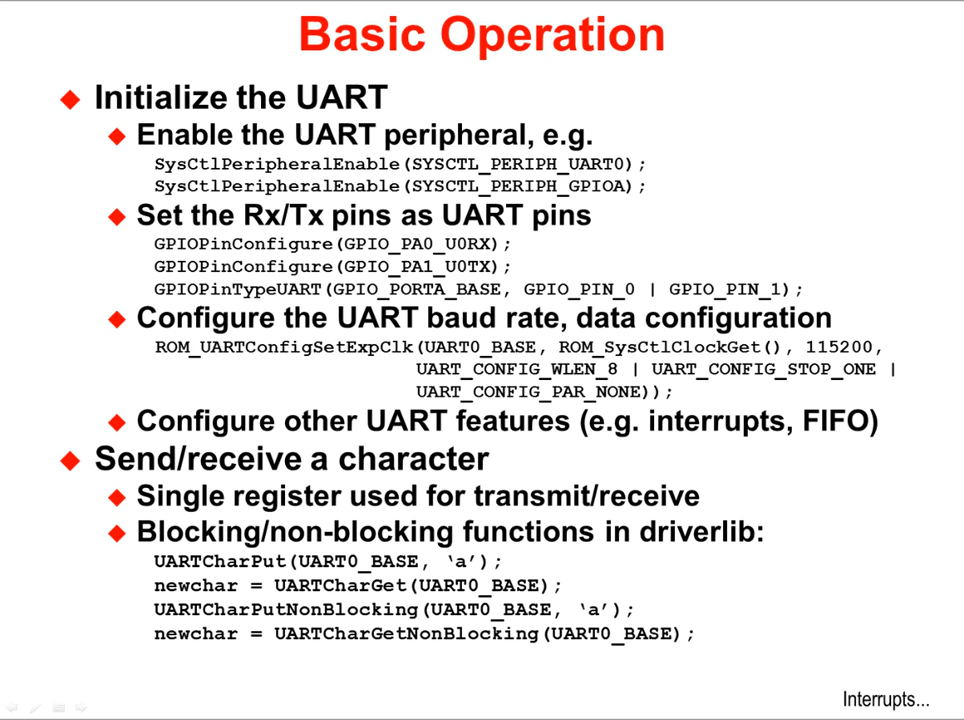 Basic Operation
Initialize the UART
Enable the UART peripheral, e.g.
SysCtlPeripheralEnable(SYSCTL_PERIPH_UART0);
SysCtlPeripheralEnable(SYSCTL_PERIPH_GPIOA);
Set the Rx/Tx pins as UART pins
GPIOPinConfigure(GPIO_PA0_U0RX);
GPIOPinConfigure(GPIO_PA1_U0TX);
GPIOPinTypeUART(GPIO_PORTA_BASE, GPIO_PIN_0 | GPIO_PIN_1);
Configure the UART baud rate, data configuration
ROM_UARTConfigSetExpClk(UART0_BASE, ROM_SysCtlClockGet(), 115200,
UART_CONFIG_WLEN_8 | UART_CONFIG_STOP_ONE |
UART_CONFIG_PAR_NONE));
Configure other UART features (e.g. interrupts, FIFO)
Send/receive a character
Single register used for transmit/receive
Blocking/non-blocking functions in driverlib:
UARTCharPut(UART0_BASE, ‘a’);
newchar = UARTCharGet(UART0_BASE);
UARTCharPutNonBlocking(UART0_BASE, ‘a’);
newchar = UARTCharGetNonBlocking(UART0_BASE);
Interrupts...